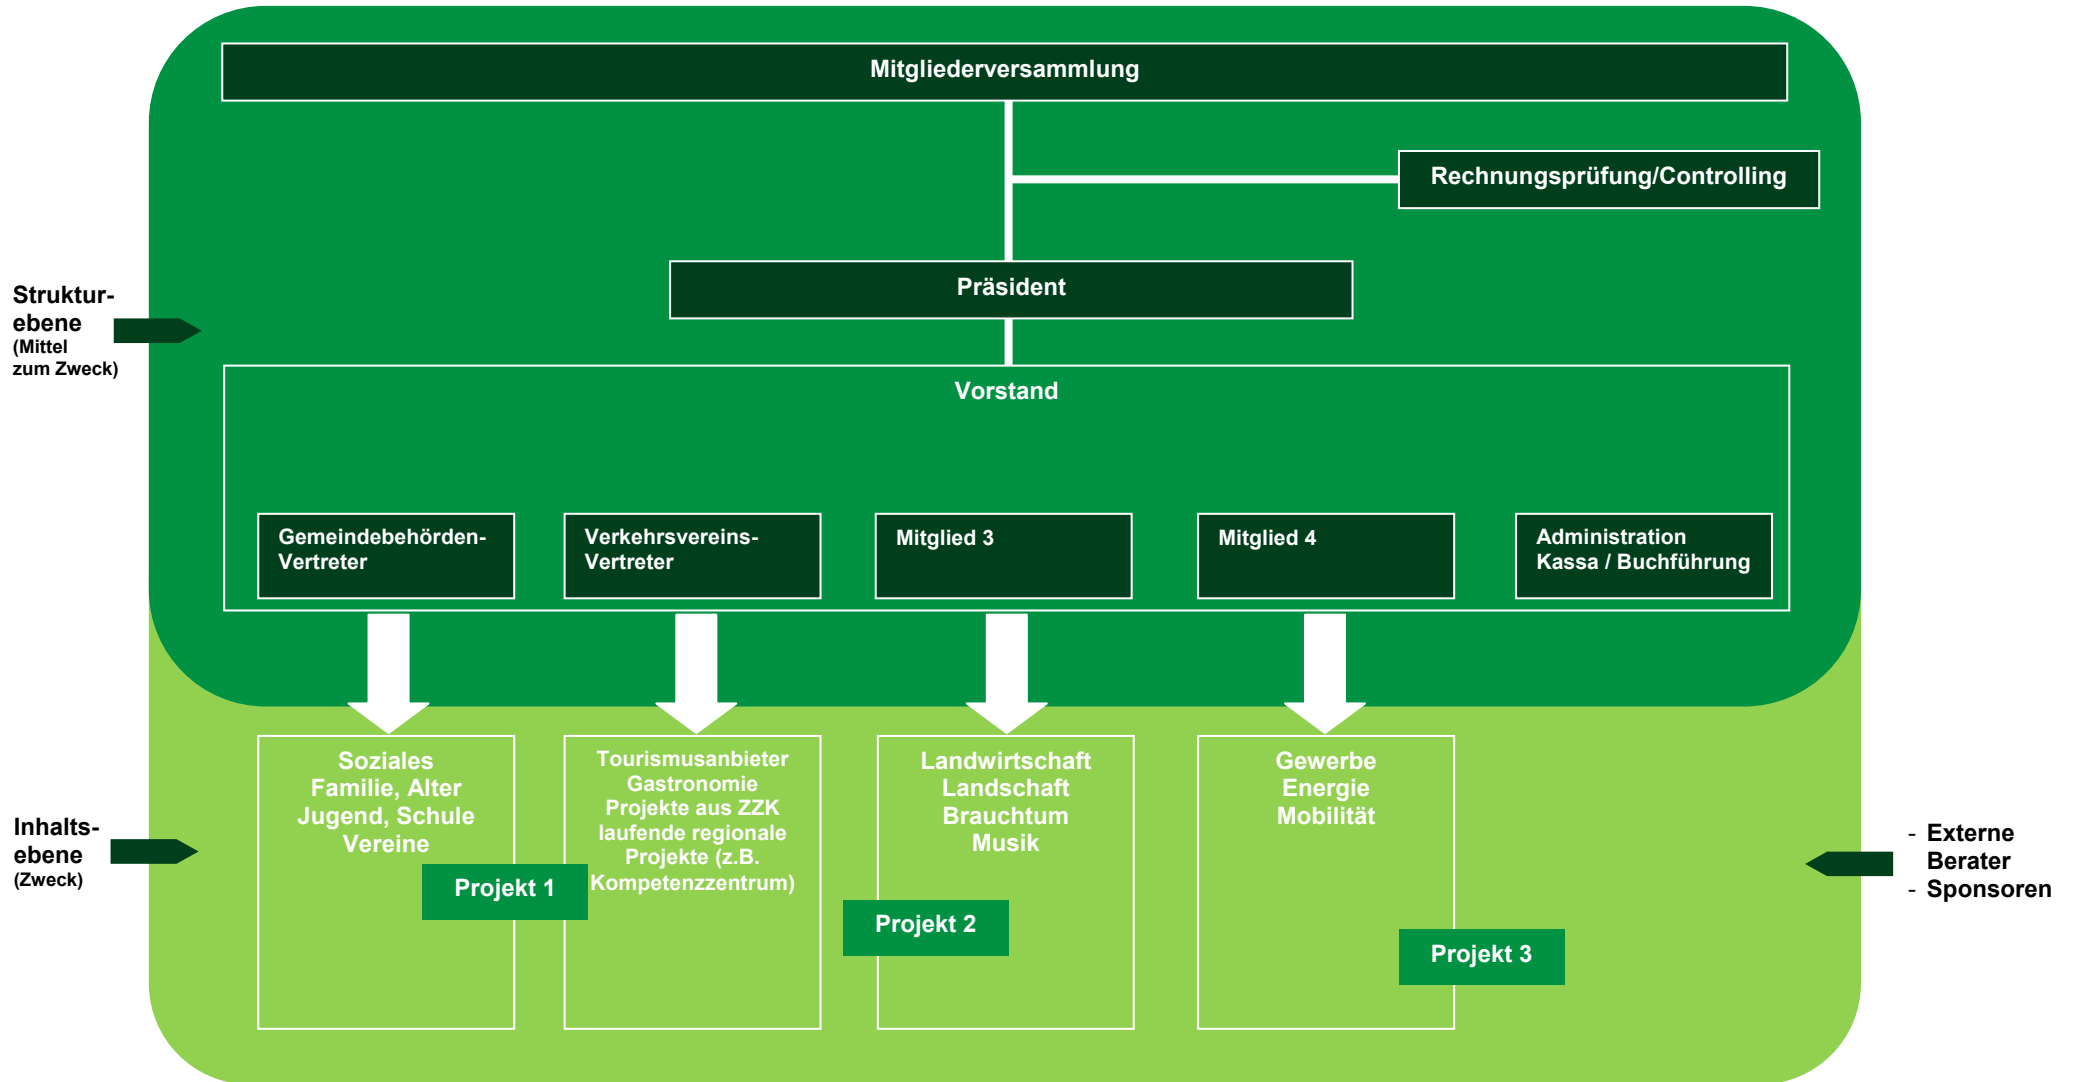 Mitgliederversammlung
Rechnungsprüfung/Controlling
Präsident
Struktur-
ebene
(Mittel
zum Zweck)
Vorstand
Gemeindebehörden-
Vertreter
Verkehrsvereins-
Vertreter
Mitglied 3
Mitglied 4
Administration
Kassa / Buchführung
Soziales
Familie, Alter
Jugend, Schule
Vereine
Tourismusanbieter
Gastronomie
Projekte aus ZZK
laufende regionale
Projekte (z.B.
Kompetenzzentrum)
Landwirtschaft
Landschaft
Brauchtum
Musik
Gewerbe
Energie
Mobilität
Inhalts-
ebene
(Zweck)
- Externe
Berater
- Sponsoren
Projekt 1
Projekt 2
Projekt 3